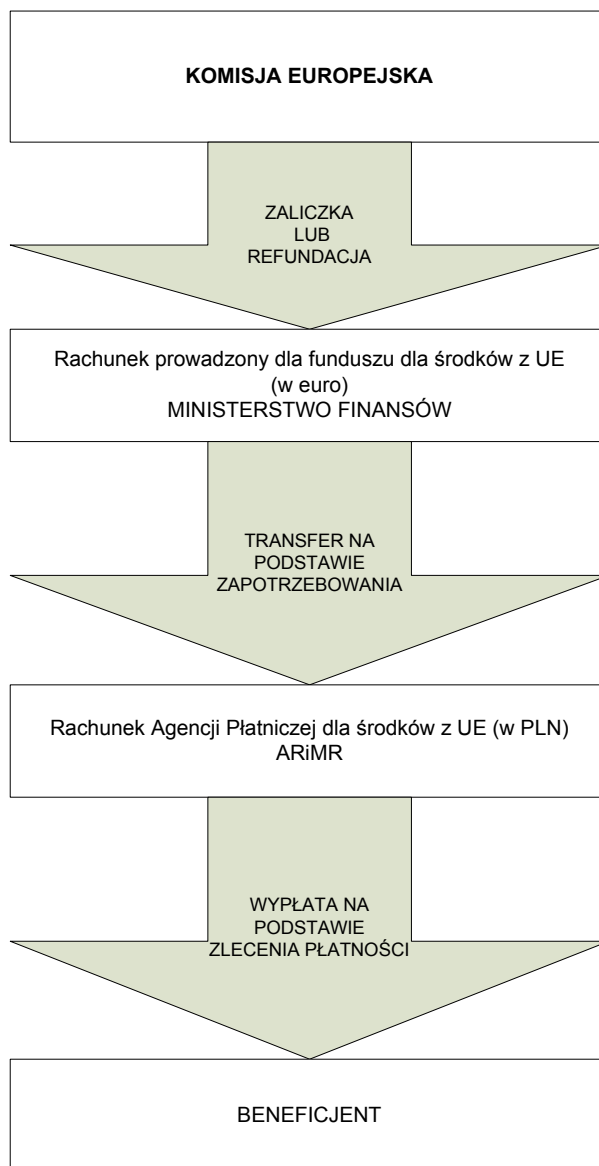 KOMISJA EUROPEJSKA
ZALICZKA
LUB
REFUNDACJA
Rachunek prowadzony dla funduszu dla środków z UE
(w euro)
MINISTERSTWO FINANSÓW
TRANSFER NA
PODSTAWIE
ZAPOTRZEBOWANIA
Rachunek Agencji Płatniczej dla środków z UE (w PLN)
ARiMR
WYPŁATA NA
PODSTAWIE
ZLECENIA PŁATNOŚCI
BENEFICJENT